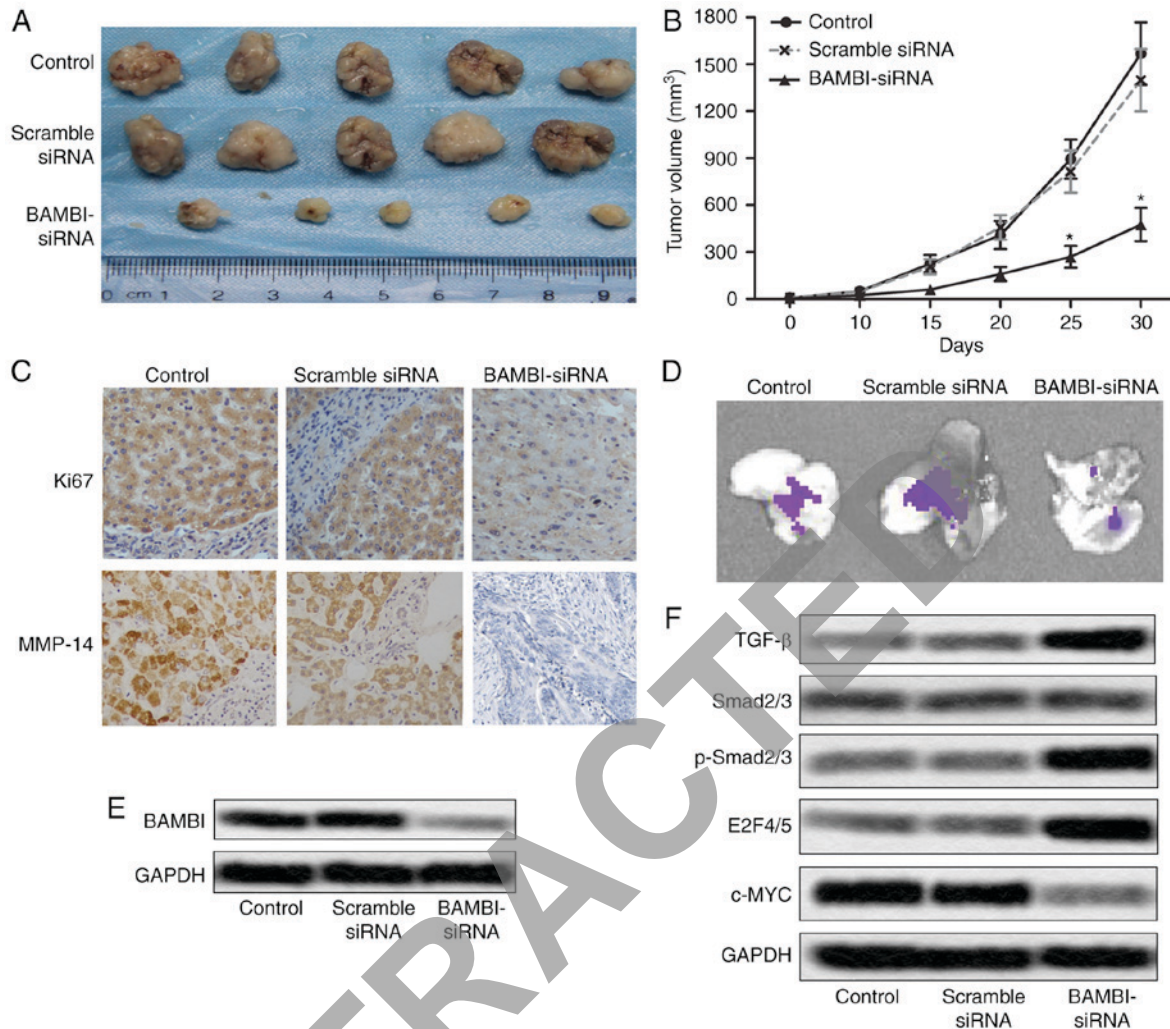 A
Control
Scramble
siRNA
BAMBI-
siRNA
0 cm 1 2 3 4 5 6 7 8 9
B
Tumor volume (mm³)
1800
1500
1200
900
600
300
0
Control
Scramble siRNA
BAMBI-siRNA
*
*
0 10 15 20 25 30
Days
C
Control Scramble siRNA BAMBI-siRNA
Ki67
MMP-14
D
Control Scramble siRNA BAMBI-siRNA
E
BAMBI
GAPDH
Control Scramble BAMBI-
siRNA siRNA
F
TGF-β
Smad2/3
p-Smad2/3
E2F4/5
c-MYC
GAPDH
Control Scramble BAMBI-
siRNA siRNA
TRACTED